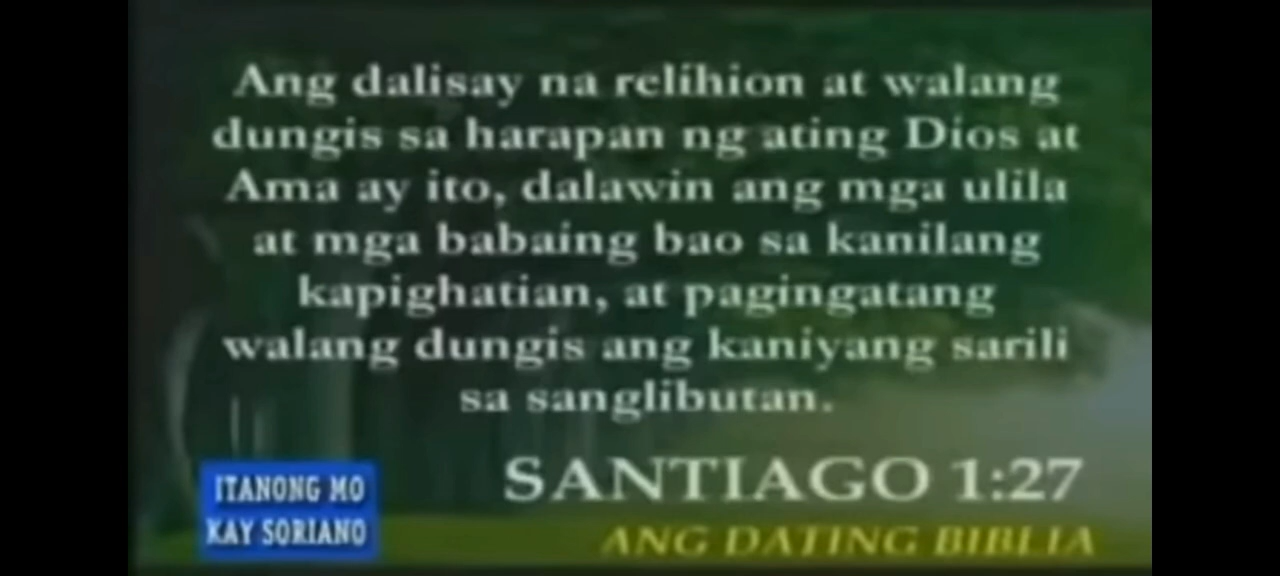 Ang dalisay na relihion at walang
dungis sa harapan ng ating Dios at
Ama ay ito, dalawin ang mga ulila
at mga babaing bao sa kanilang
kapighatian, at pagingatang
walang dungis ang kaniyang sarili
sa sanglibutan.
SANTIAGO 1:27
ANG DATING BIBLIA
ITANONG MO
KAY SORIANO